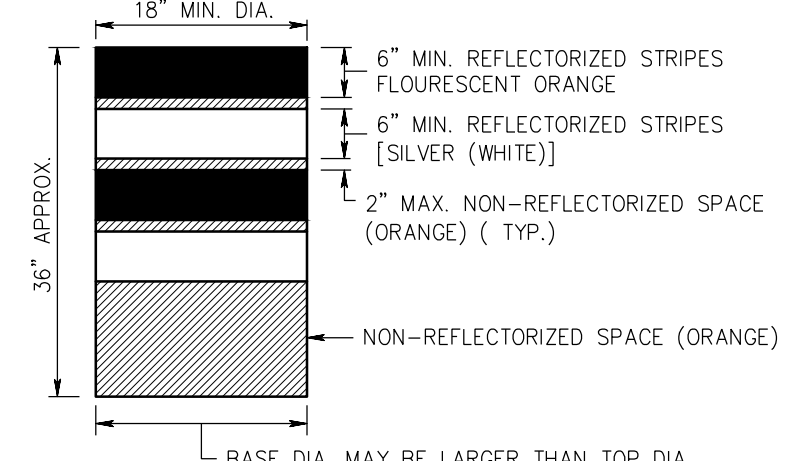 18" MIN. DIA.
6" MIN. REFLECTORIZED STRIPES
FLOURESCENT ORANGE
6" MIN. REFLECTORIZED STRIPES
[SILVER (WHITE)]
2" MAX. NON-REFLECTORIZED SPACE
(ORANGE) ( TYP.)
36" APPROX.
NON-REFLECTORIZED SPACE (ORANGE)
BASE DIA. MAY BE LARGER THAN TOP DIA